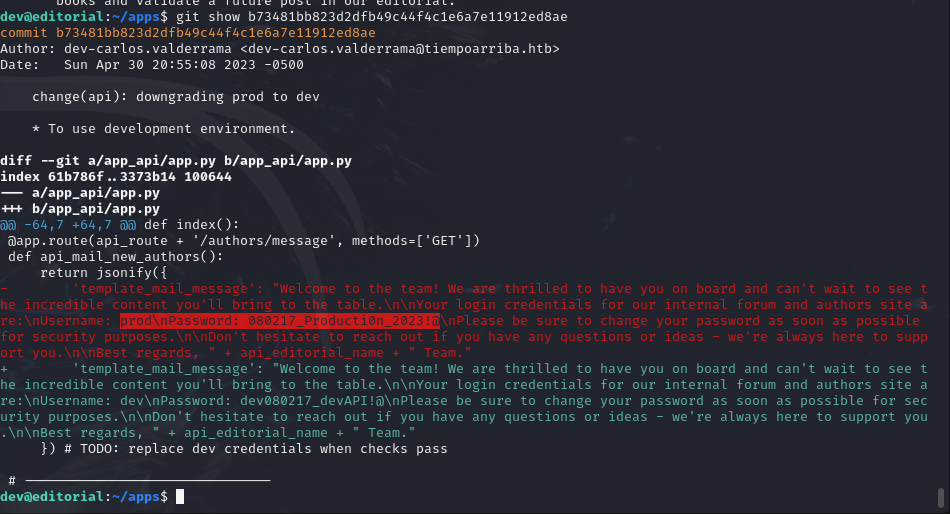 books and validate a future post in our editorial.
dev@editorial:~/apps$ git show b73481bb823d2dfb49c44f4c1e6a7e11912ed8ae
commit b73481bb823d2dfb49c44f4c1e6a7e11912ed8ae
Author: dev-carlos.valderrama <dev-carlos.valderrama@tiempoarriba.htb>
Date:   Sun Apr 30 20:55:08 2023 -0500

    change(api): downgrading prod to dev

    * To use development environment.

diff --git a/app_api/app.py b/app_api/app.py
index 61b786f..3373b14 100644
--- a/app_api/app.py
+++ b/app_api/app.py
@@ -64,7 +64,7 @@ def index():
 @app.route(api_route + '/authors/message', methods=['GET'])
 def api_mail_new_authors():
     return jsonify({
-        'template_mail_message': "Welcome to the team! We are thrilled to have you on board and can't wait to see t
he incredible content you'll bring to the table.\n\nYour login credentials for our internal forum and authors site a
re:\nUsername: prod\nPassword: 080217_Producti0n_2023!@\nPlease be sure to change your password as soon as possible 
for security purposes.\n\nDon't hesitate to reach out if you have any questions or ideas - we're always here to supp
ort you.\n\nBest regards, " + api_editorial_name + " Team."
+        'template_mail_message': "Welcome to the team! We are thrilled to have you on board and can't wait to see t
he incredible content you'll bring to the table.\n\nYour login credentials for our internal forum and authors site a
re:\nUsername: dev\nPassword: dev080217_devAPI!@\nPlease be sure to change your password as soon as possible for sec
urity purposes.\n\nDon't hesitate to reach out if you have any questions or ideas - we're always here to support you
.\n\nBest regards, " + api_editorial_name + " Team."
     }) # TODO: replace dev credentials when checks pass

 # -------------------------------
dev@editorial:~/apps$